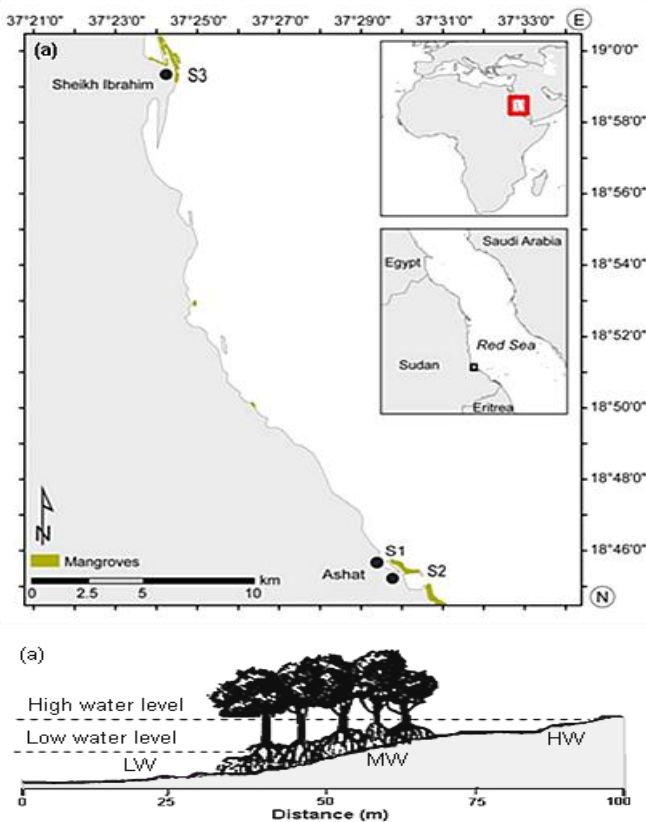 37°21'0" 37°23'0" 37°25'0" 37°27'0" 37°29'0" 37°31'0" 37°33'0" E
(a)
19°0'0"
Sheikh Ibrahim S3
18°58'0"
18°56'0"
Saudi Arabia
Egypt
18°54'0"
Red Sea
18°52'0"
Sudan
18°50'0"
Eritrea
18°48'0"
N
S1
18°46'0"
Mangroves
Ashat
S2
0 2.5 5 10
km
N
(a)
High water level
Low water level
LW MW HW
0 25 50 75 100
Distance (m)